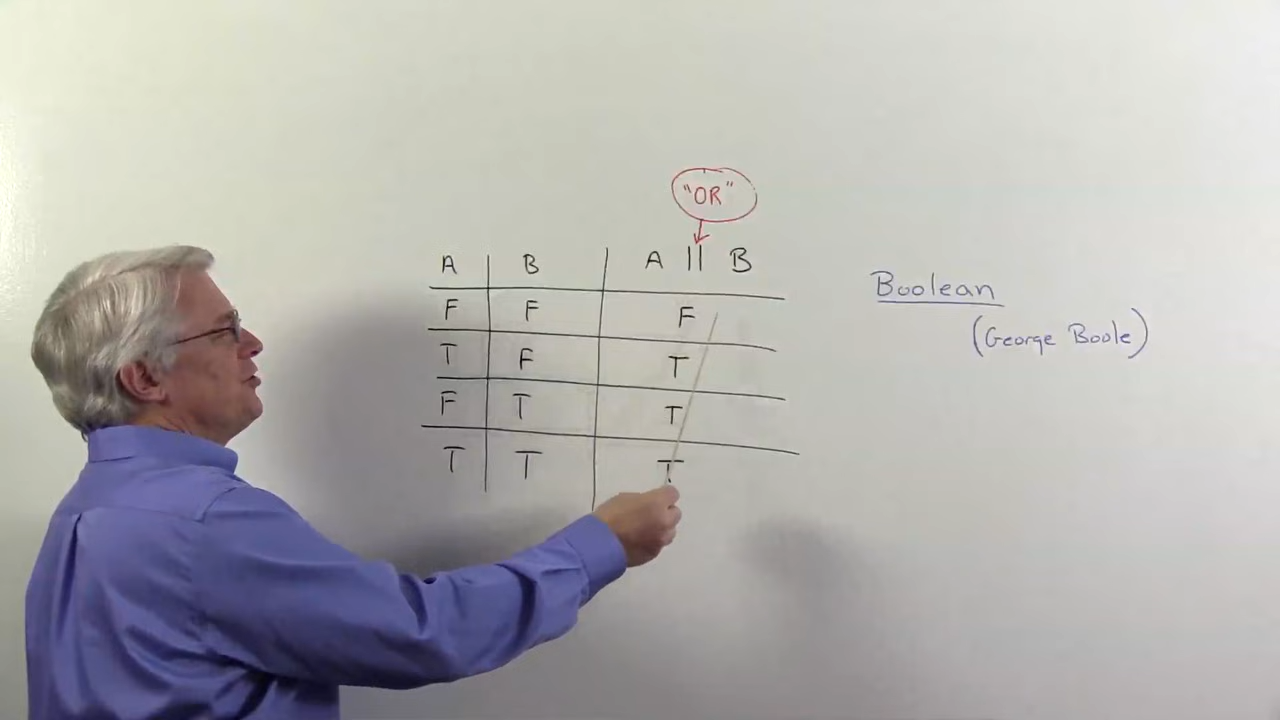 "OR"
A B A || B
F F F
T F T
F T T
T T T
Boolean
(George Boole)